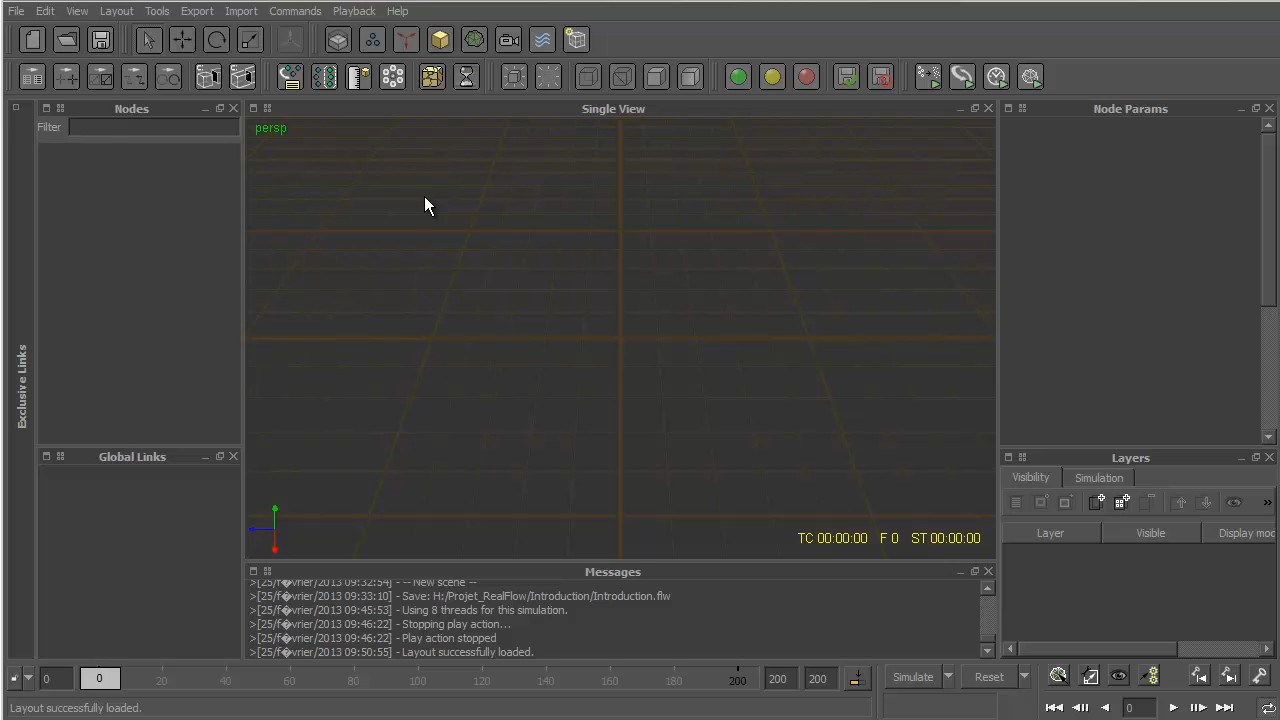 File Edit View Layout Tools Export Import Commands Playback Help
Nodes
Single View
Node Params
Filter
persp
Exclusive Links
Global Links
Layers
Visibility Simulation
Layer Visible Display mod
TC 00:00:00 F 0 ST 00:00:00
Messages
>[25/f�vrier/2013 09:32:54] - -- New scene --
>[25/f�vrier/2013 09:33:10] - Save: H:/Projet_RealFlow/Introduction/Introduction.flw
>[25/f�vrier/2013 09:45:53] - Using 8 threads for this simulation.
>[25/f�vrier/2013 09:46:22] - Stopping play action...
>[25/f�vrier/2013 09:46:22] - Play action stopped
>[25/f�vrier/2013 09:50:55] - Layout successfully loaded.
0 0 20 40 60 80 100 120 140 160 180 200 200 200 Simulate Reset
Layout successfully loaded.
0